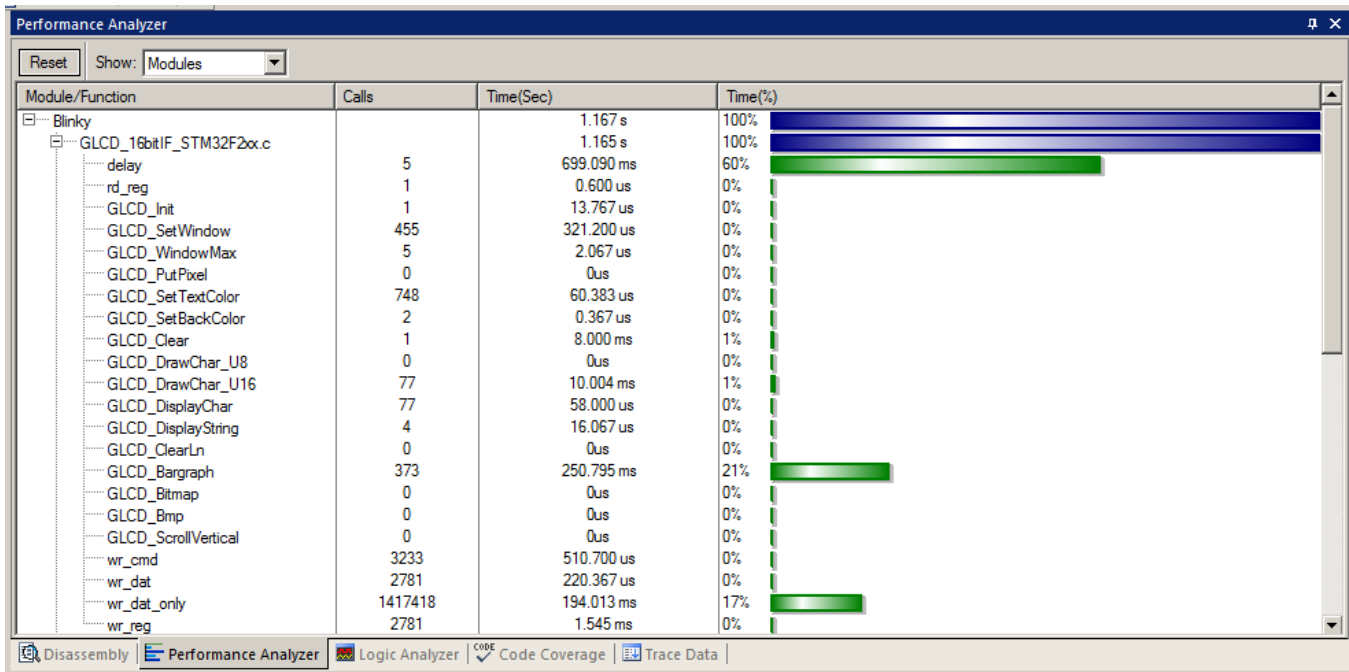 Performance Analyzer
Reset Show: Modules
Module/Function Calls Time(Sec) Time(%)
Blinky 1.167 s 100%
GLCD_16bitIF_STM32F2xx.c 1.165 s 100%
delay 5 699.090 ms 60%
rd_reg 1 0.600 us 0%
GLCD_Init 1 13.767 us 0%
GLCD_SetWindow 455 321.200 us 0%
GLCD_WindowMax 5 2.067 us 0%
GLCD_PutPixel 0 0us 0%
GLCD_SetTextColor 748 60.383 us 0%
GLCD_SetBackColor 2 0.367 us 0%
GLCD_Clear 1 8.000 ms 1%
GLCD_DrawChar_U8 0 0us 0%
GLCD_DrawChar_U16 77 10.004 ms 1%
GLCD_DisplayChar 77 58.000 us 0%
GLCD_DisplayString 4 16.067 us 0%
GLCD_ClearLn 0 0us 0%
GLCD_Bargraph 373 250.795 ms 21%
GLCD_Bitmap 0 0us 0%
GLCD_Bmp 0 0us 0%
GLCD_ScrollVertical 0 0us 0%
wr_cmd 3233 510.700 us 0%
wr_dat 2781 220.367 us 0%
wr_dat_only 1417418 194.013 ms 17%
wr_reg 2781 1.545 ms 0%
Disassembly Performance Analyzer Logic Analyzer CODE Code Coverage Trace Data